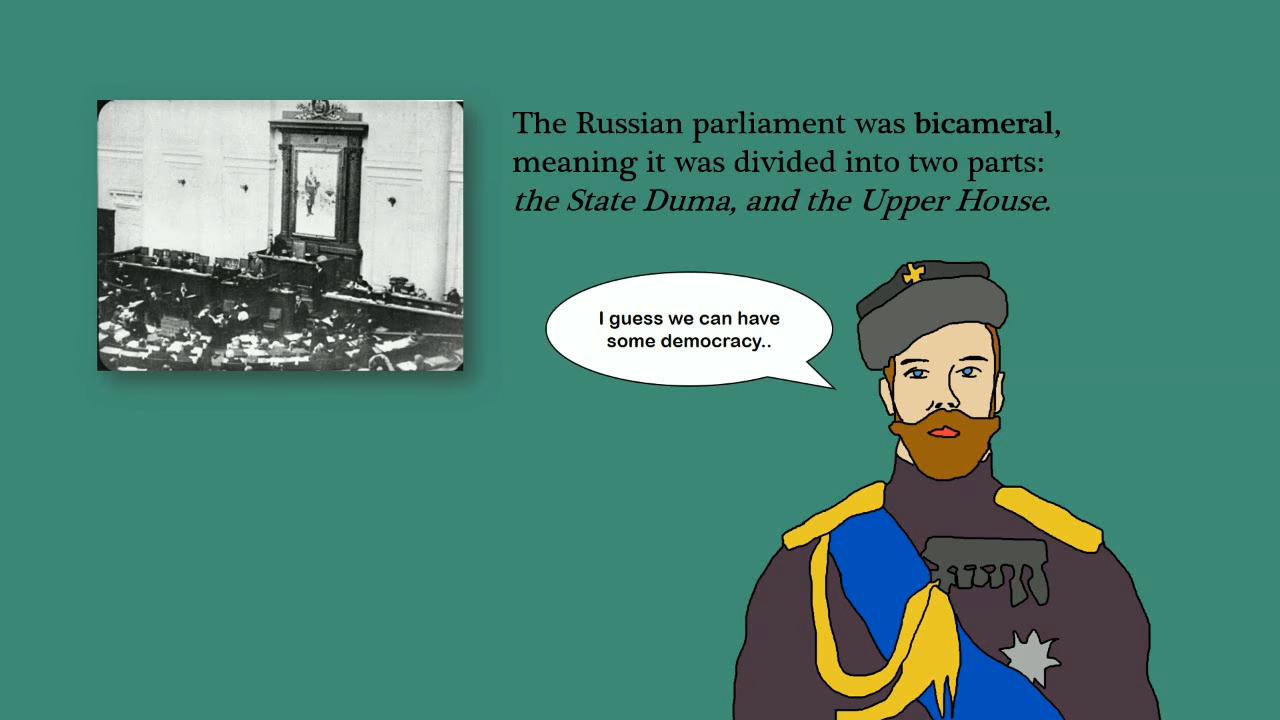 The Russian parliament was bicameral,
meaning it was divided into two parts:
the State Duma, and the Upper House.
I guess we can have
some democracy..